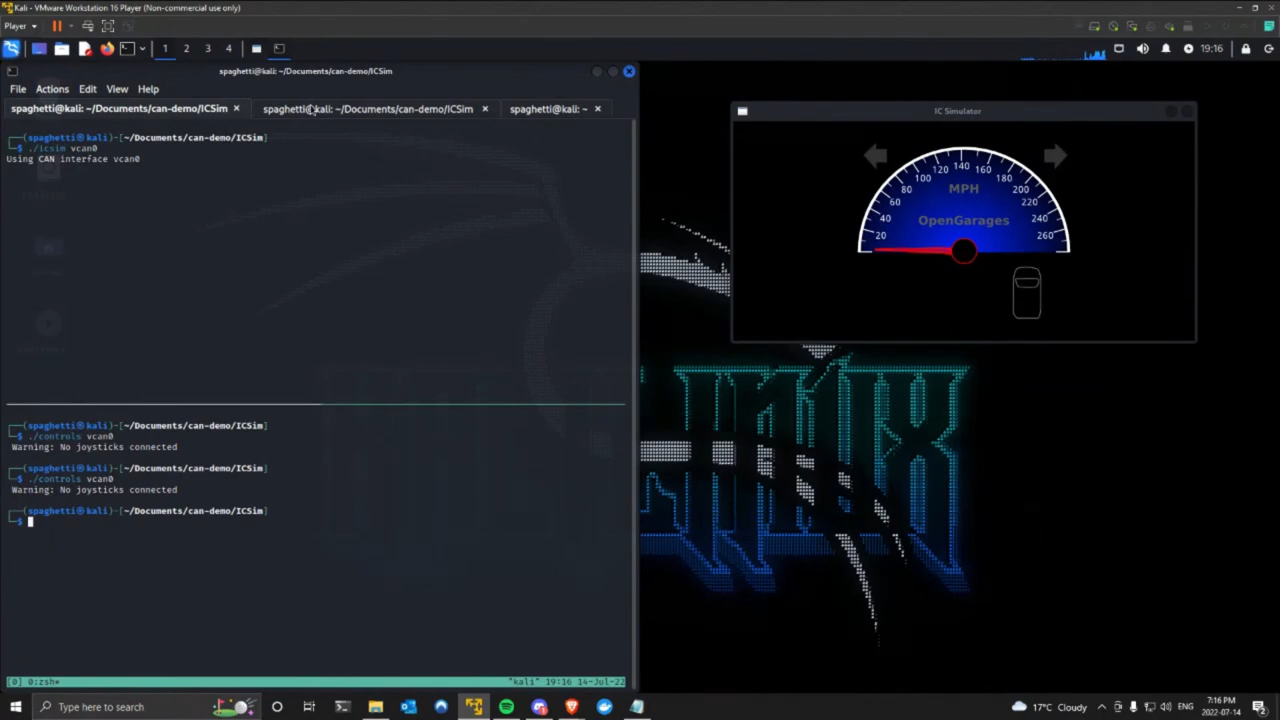 Kali - VMware Workstation 16 Player (Non-commercial use only)
Player
1 2 3 4
19:16
spaghetti@kali: ~/Documents/can-demo/ICSim
File Actions Edit View Help
spaghetti@kali: ~/Documents/can-demo/ICSim × spaghetti@kali: ~/Documents/can-demo/ICSim × spaghetti@kali: ~ ×
┌──(spaghetti㉿kali)-[~/Documents/can-demo/ICSim]
└─$ ./icsim vcan0
Using CAN interface vcan0
┌──(spaghetti㉿kali)-[~/Documents/can-demo/ICSim]
└─$ ./controls vcan0
Warning: No joysticks connected
┌──(spaghetti㉿kali)-[~/Documents/can-demo/ICSim]
└─$ ./controls vcan0
Warning: No joysticks connected
┌──(spaghetti㉿kali)-[~/Documents/can-demo/ICSim]
└─$
[0] 0:zsh* "kali" 19:16 14-Jul-22
IC Simulator
20 40 60 80 100 120 140 160 180 200 220 240 260
MPH
OpenGarages
Type here to search
17°C Cloudy
ENG
7:16 PM
2022-07-14
2